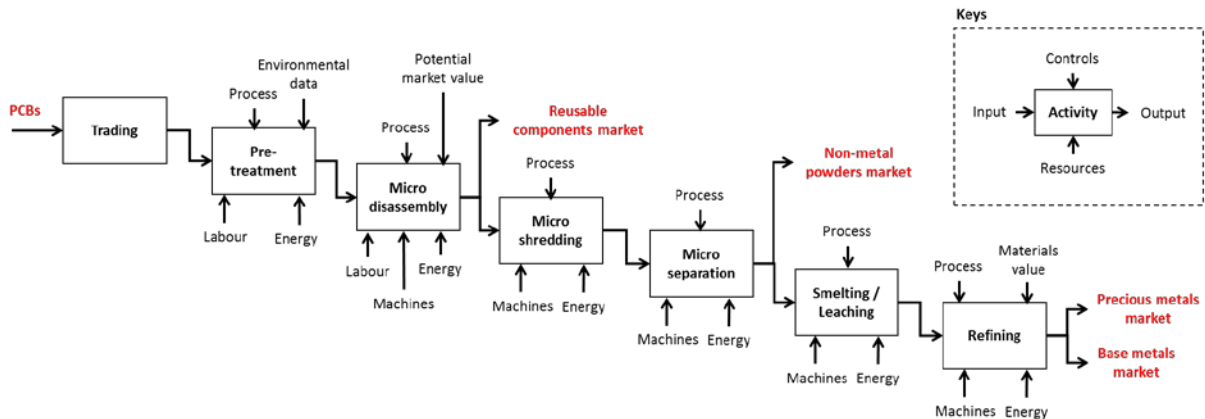 Keys
Controls
Input
Activity
Output
Resources
PCBs
Trading
Process
Environmental
data
Pre-
treatment
Labour
Energy
Process
Potential
market value
Micro
disassembly
Labour
Machines
Energy
Reusable
components market
Process
Micro
shredding
Machines
Energy
Process
Micro
separation
Machines
Energy
Non-metal
powders market
Process
Smelting /
Leaching
Machines
Energy
Process
Materials
value
Refining
Machines
Energy
Precious metals
market
Base metals
market